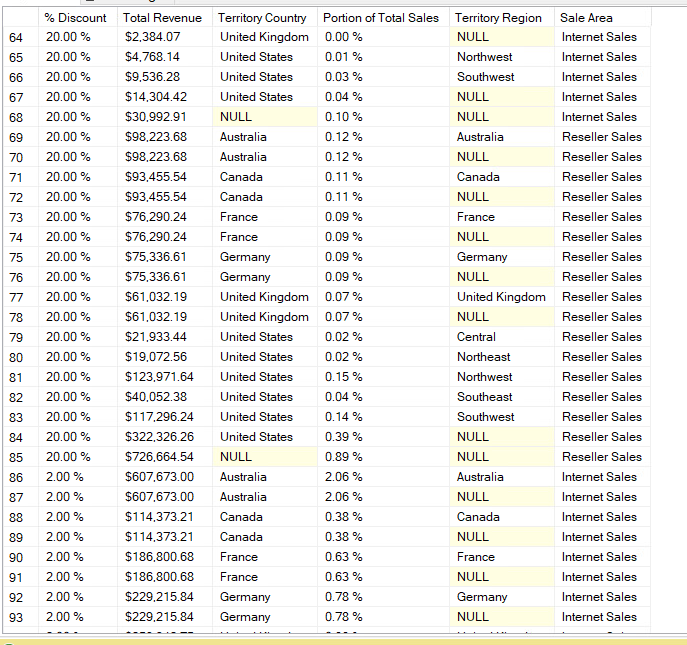 % Discount Total Revenue Territory Country Portion of Total Sales Territory Region Sale Area
64 20.00 % $2,384.07 United Kingdom 0.00 % NULL Internet Sales
65 20.00 % $4,768.14 United States 0.01 % Northwest Internet Sales
66 20.00 % $9,536.28 United States 0.03 % Southwest Internet Sales
67 20.00 % $14,304.42 United States 0.04 % NULL Internet Sales
68 20.00 % $30,992.91 NULL 0.10 % NULL Internet Sales
69 20.00 % $98,223.68 Australia 0.12 % Australia Reseller Sales
70 20.00 % $98,223.68 Australia 0.12 % NULL Reseller Sales
71 20.00 % $93,455.54 Canada 0.11 % Canada Reseller Sales
72 20.00 % $93,455.54 Canada 0.11 % NULL Reseller Sales
73 20.00 % $76,290.24 France 0.09 % France Reseller Sales
74 20.00 % $76,290.24 France 0.09 % NULL Reseller Sales
75 20.00 % $75,336.61 Germany 0.09 % Germany Reseller Sales
76 20.00 % $75,336.61 Germany 0.09 % NULL Reseller Sales
77 20.00 % $61,032.19 United Kingdom 0.07 % United Kingdom Reseller Sales
78 20.00 % $61,032.19 United Kingdom 0.07 % NULL Reseller Sales
79 20.00 % $21,933.44 United States 0.02 % Central Reseller Sales
80 20.00 % $19,072.56 United States 0.02 % Northeast Reseller Sales
81 20.00 % $123,971.64 United States 0.15 % Northwest Reseller Sales
82 20.00 % $40,052.38 United States 0.04 % Southeast Reseller Sales
83 20.00 % $117,296.24 United States 0.14 % Southwest Reseller Sales
84 20.00 % $322,326.26 United States 0.39 % NULL Reseller Sales
85 20.00 % $726,664.54 NULL 0.89 % NULL Reseller Sales
86 2.00 % $607,673.00 Australia 2.06 % Australia Internet Sales
87 2.00 % $607,673.00 Australia 2.06 % NULL Internet Sales
88 2.00 % $114,373.21 Canada 0.38 % Canada Internet Sales
89 2.00 % $114,373.21 Canada 0.38 % NULL Internet Sales
90 2.00 % $186,800.68 France 0.63 % France Internet Sales
91 2.00 % $186,800.68 France 0.63 % NULL Internet Sales
92 2.00 % $229,215.84 Germany 0.78 % Germany Internet Sales
93 2.00 % $229,215.84 Germany 0.78 % NULL Internet Sales